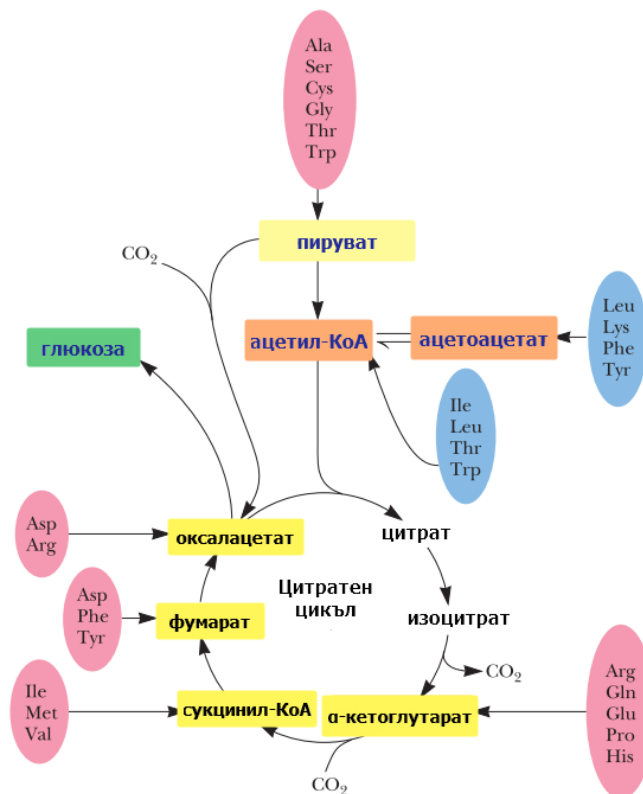 Ala
Ser
Cys
Gly
Thr
Trp
пируват
CO2
глюкоза
ацетил-КоА
ацетоацетат
Leu
Lys
Phe
Tyr
Ile
Leu
Thr
Trp
Asp
Arg
оксалацетат
цитрат
Цитратен
цикъл
Asp
Phe
Tyr
фумарат
изоцитрат
CO2
Ile
Met
Val
сукцинил-КоА
α-кетоглутарат
Arg
Gln
Glu
Pro
His
CO2